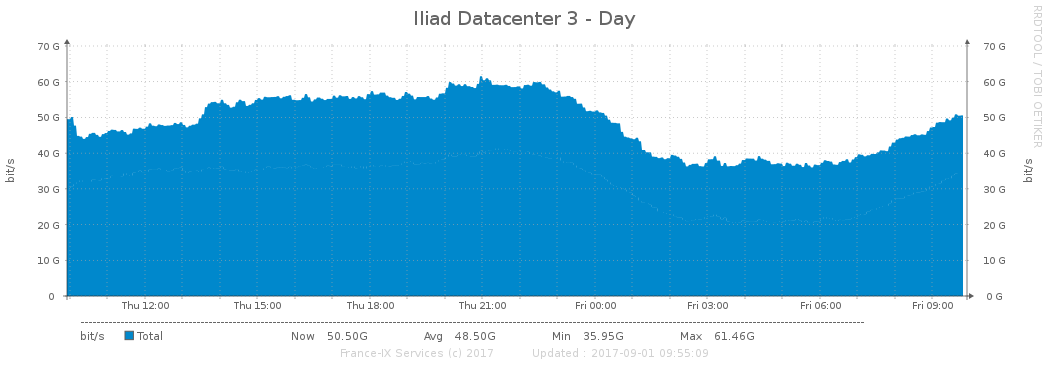 Iliad Datacenter 3 - Day
RRDTOOL / TOBI OETIKER
70 G 70 G
60 G 60 G
50 G 50 G
40 G 40 G
30 G 30 G
20 G 20 G
10 G 10 G
0 0 G
bit/s bit/s
Thu 12:00 Thu 15:00 Thu 18:00 Thu 21:00 Fri 00:00 Fri 03:00 Fri 06:00 Fri 09:00
bit/s Total Now 50.50G Avg 48.50G Min 35.95G Max 61.46G
France-IX Services (c) 2017 Updated : 2017-09-01 09:55:09